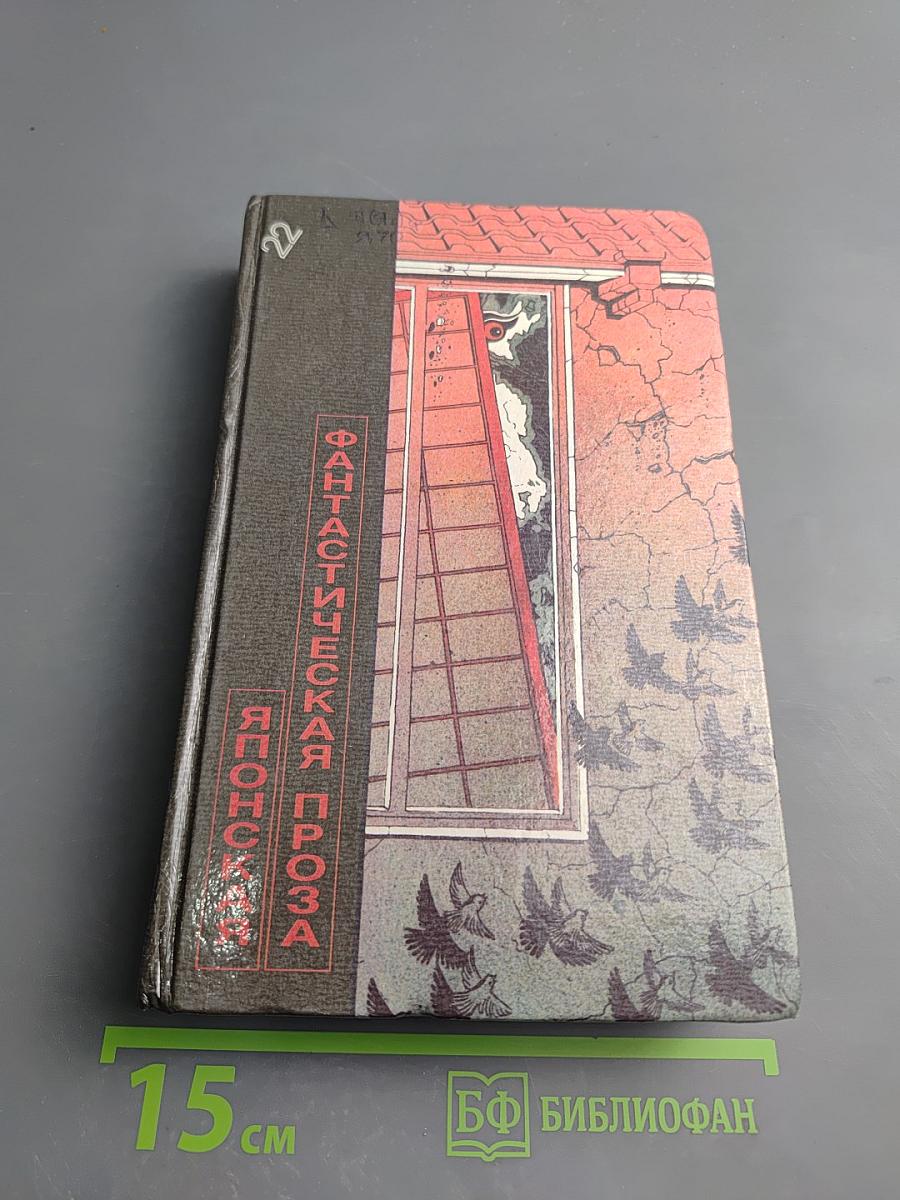 22
ЯПОНСКАЯ
ФАНТАСТИЧЕСКАЯ ПРОЗА
15 см
БФ БИБЛИОФАН